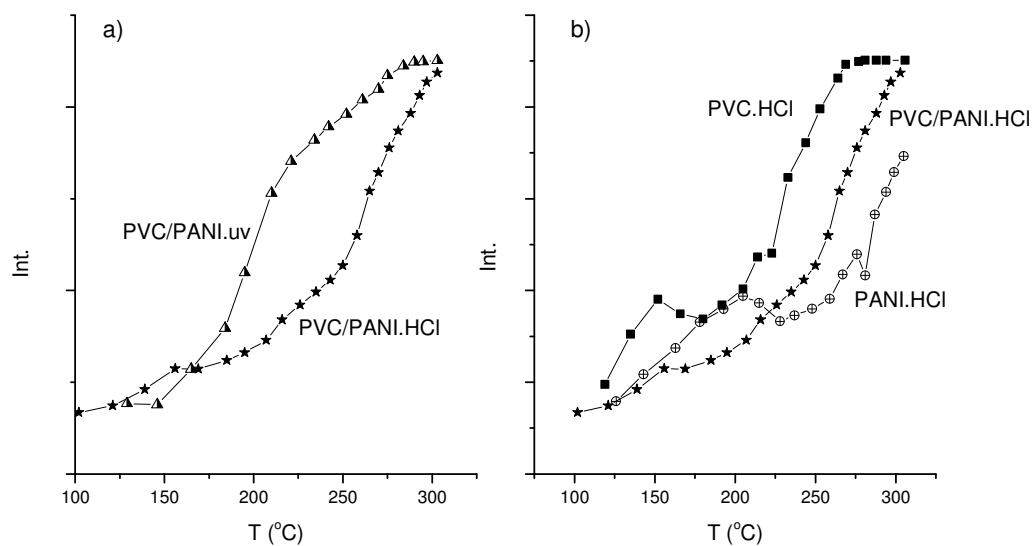 a)
PVC/PANI.uv
PVC/PANI.HCl
Int.
100 150 200 250 300
T (°C)
b)
PVC.HCl
PVC/PANI.HCl
PANI.HCl
Int.
100 150 200 250 300
T (°C)